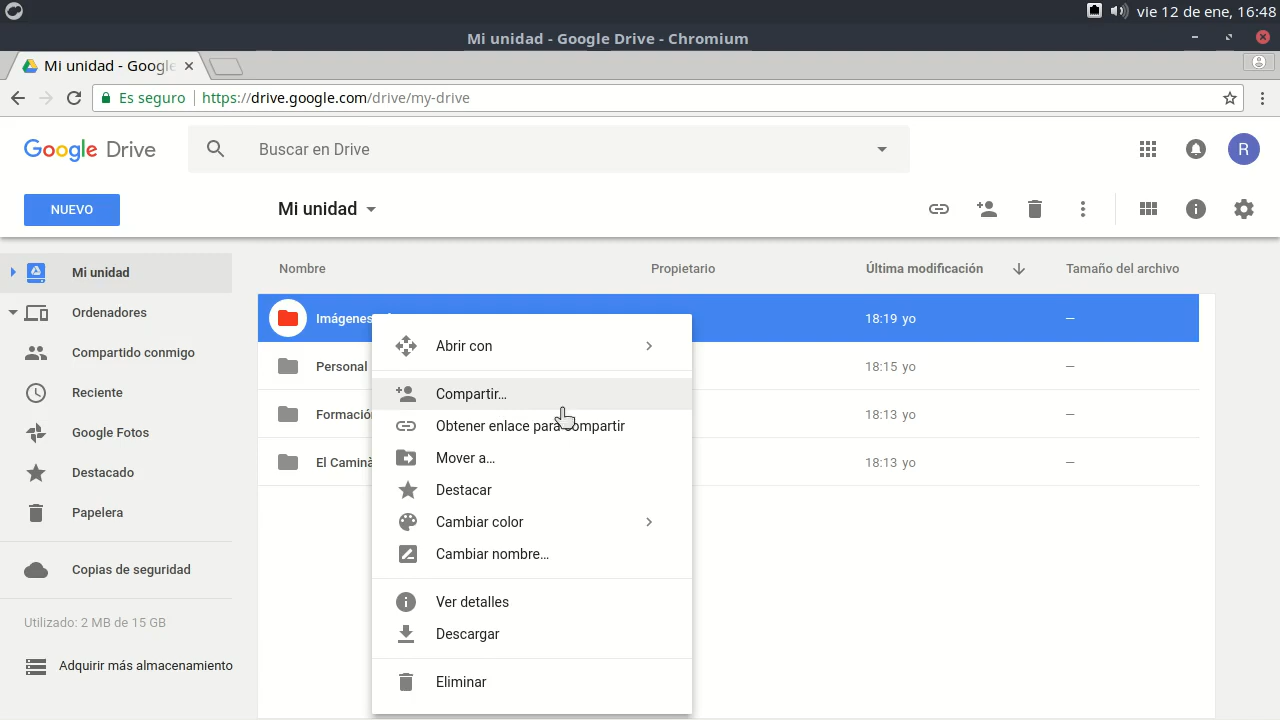 vie 12 de ene, 16:48
Mi unidad - Google Drive - Chromium
Mi unidad - Google
Es seguro https://drive.google.com/drive/my-drive
Google Drive
Buscar en Drive
R
NUEVO
Mi unidad
Nombre Propietario Última modificación Tamaño del archivo
Mi unidad
Ordenadores
Compartido conmigo
Reciente
Google Fotos
Destacado
Papelera
Copias de seguridad
Utilizado: 2 MB de 15 GB
Adquirir más almacenamiento
Imágenes 18:19 yo —
Personal 18:15 yo —
Formación 18:13 yo —
El Caminà 18:13 yo —
Abrir con
Compartir...
Obtener enlace para compartir
Mover a...
Destacar
Cambiar color
Cambiar nombre...
Ver detalles
Descargar
Eliminar